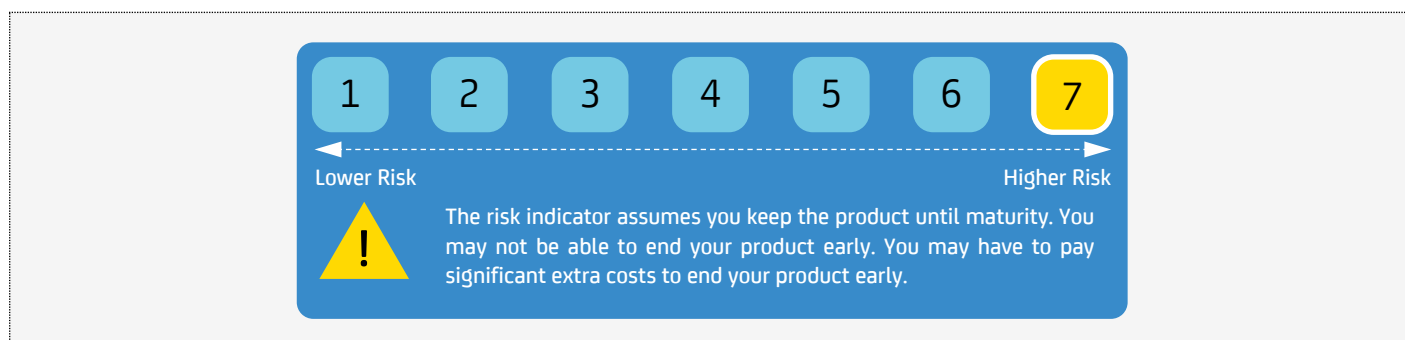 1 2 3 4 5 6 7
Lower Risk Higher Risk
! The risk indicator assumes you keep the product until maturity. You
may not be able to end your product early. You may have to pay
significant extra costs to end your product early.